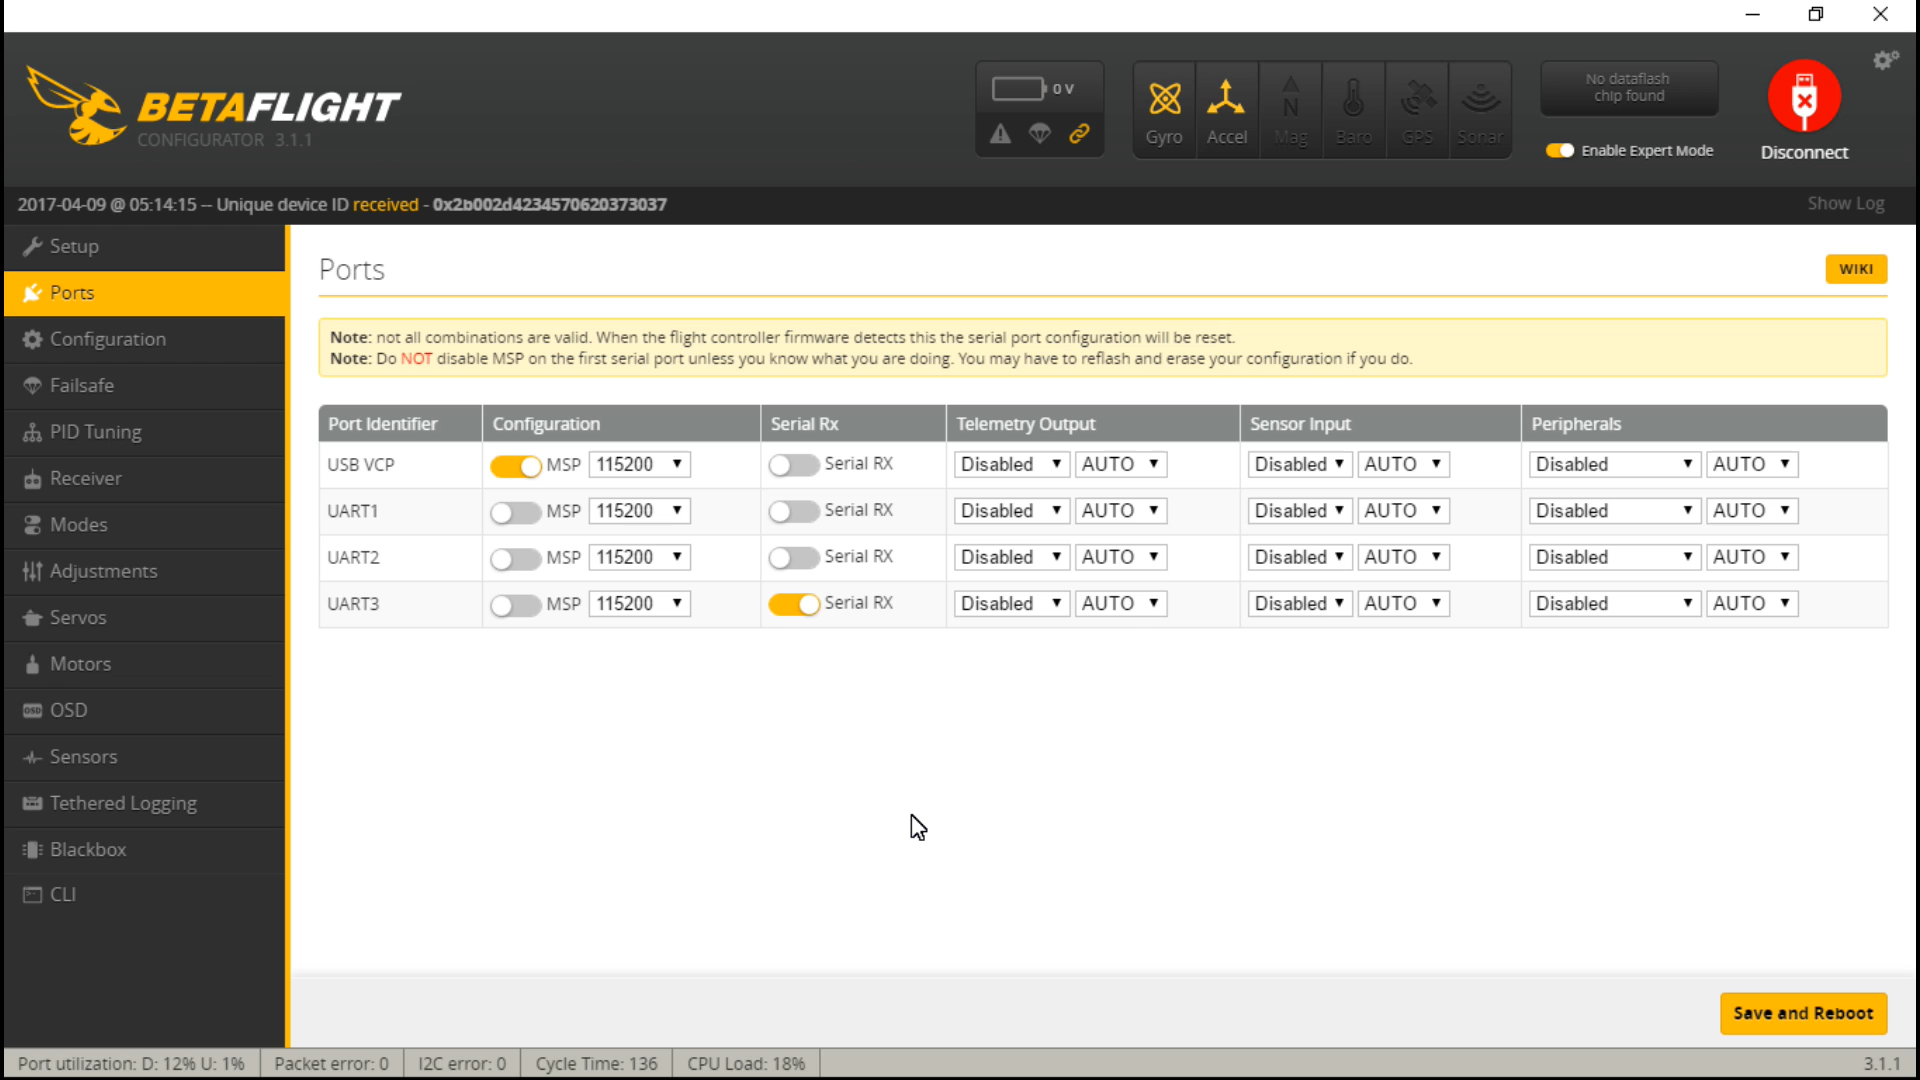 BETAFLIGHT
CONFIGURATOR 3.1.1
0 V
Gyro
Accel
Mag
Baro
GPS
Sonar
No dataflash
chip found
Enable Expert Mode
Disconnect
2017-04-09 @ 05:14:15 -- Unique device ID received - 0x2b002d4234570620373037
Show Log
Setup
Ports
Configuration
Failsafe
PID Tuning
Receiver
Modes
Adjustments
Servos
Motors
OSD
OSD
Sensors
Tethered Logging
Blackbox
CLI
Ports
WIKI
Note: not all combinations are valid. When the flight controller firmware detects this the serial port configuration will be reset.
Note: Do NOT disable MSP on the first serial port unless you know what you are doing. You may have to reflash and erase your configuration if you do.
Port Identifier Configuration Serial Rx Telemetry Output Sensor Input Peripherals
USB VCP MSP 115200 Serial RX Disabled AUTO Disabled AUTO Disabled AUTO
UART1 MSP 115200 Serial RX Disabled AUTO Disabled AUTO Disabled AUTO
UART2 MSP 115200 Serial RX Disabled AUTO Disabled AUTO Disabled AUTO
UART3 MSP 115200 Serial RX Disabled AUTO Disabled AUTO Disabled AUTO
Save and Reboot
Port utilization: D: 12% U: 1% Packet error: 0 I2C error: 0 Cycle Time: 136 CPU Load: 18% 3.1.1